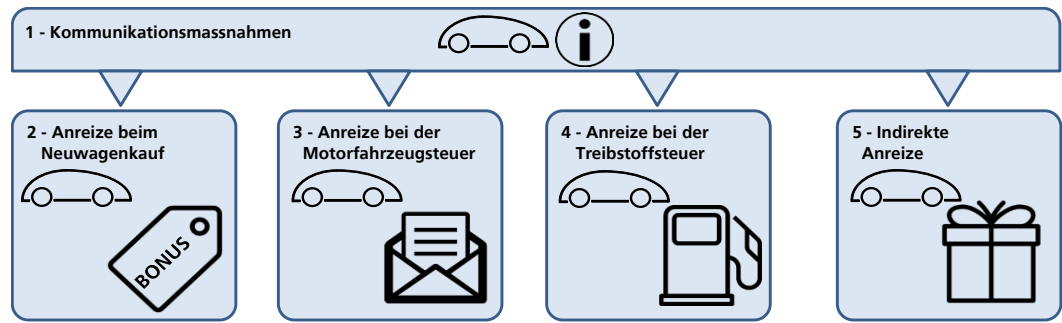 1 - Kommunikationsmassnahmen
2 - Anreize beim
Neuwagenkauf
BONUS
3 - Anreize bei der
Motorfahrzeugsteuer
4 - Anreize bei der
Treibstoffsteuer
5 - Indirekte
Anreize